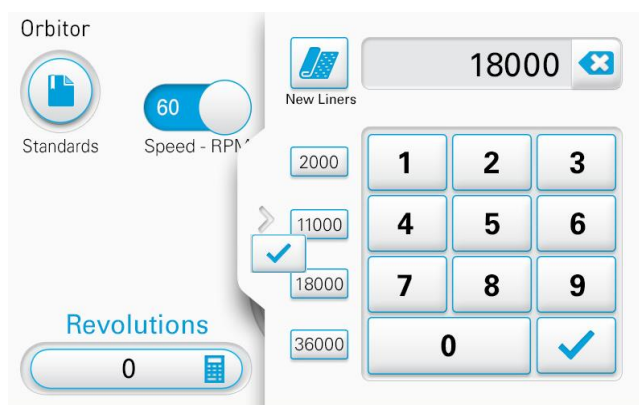 Orbitor
Standards
60
Speed - RPM
Revolutions
0
New Liners
18000
2000
11000
18000
36000
1 2 3
4 5 6
7 8 9
0